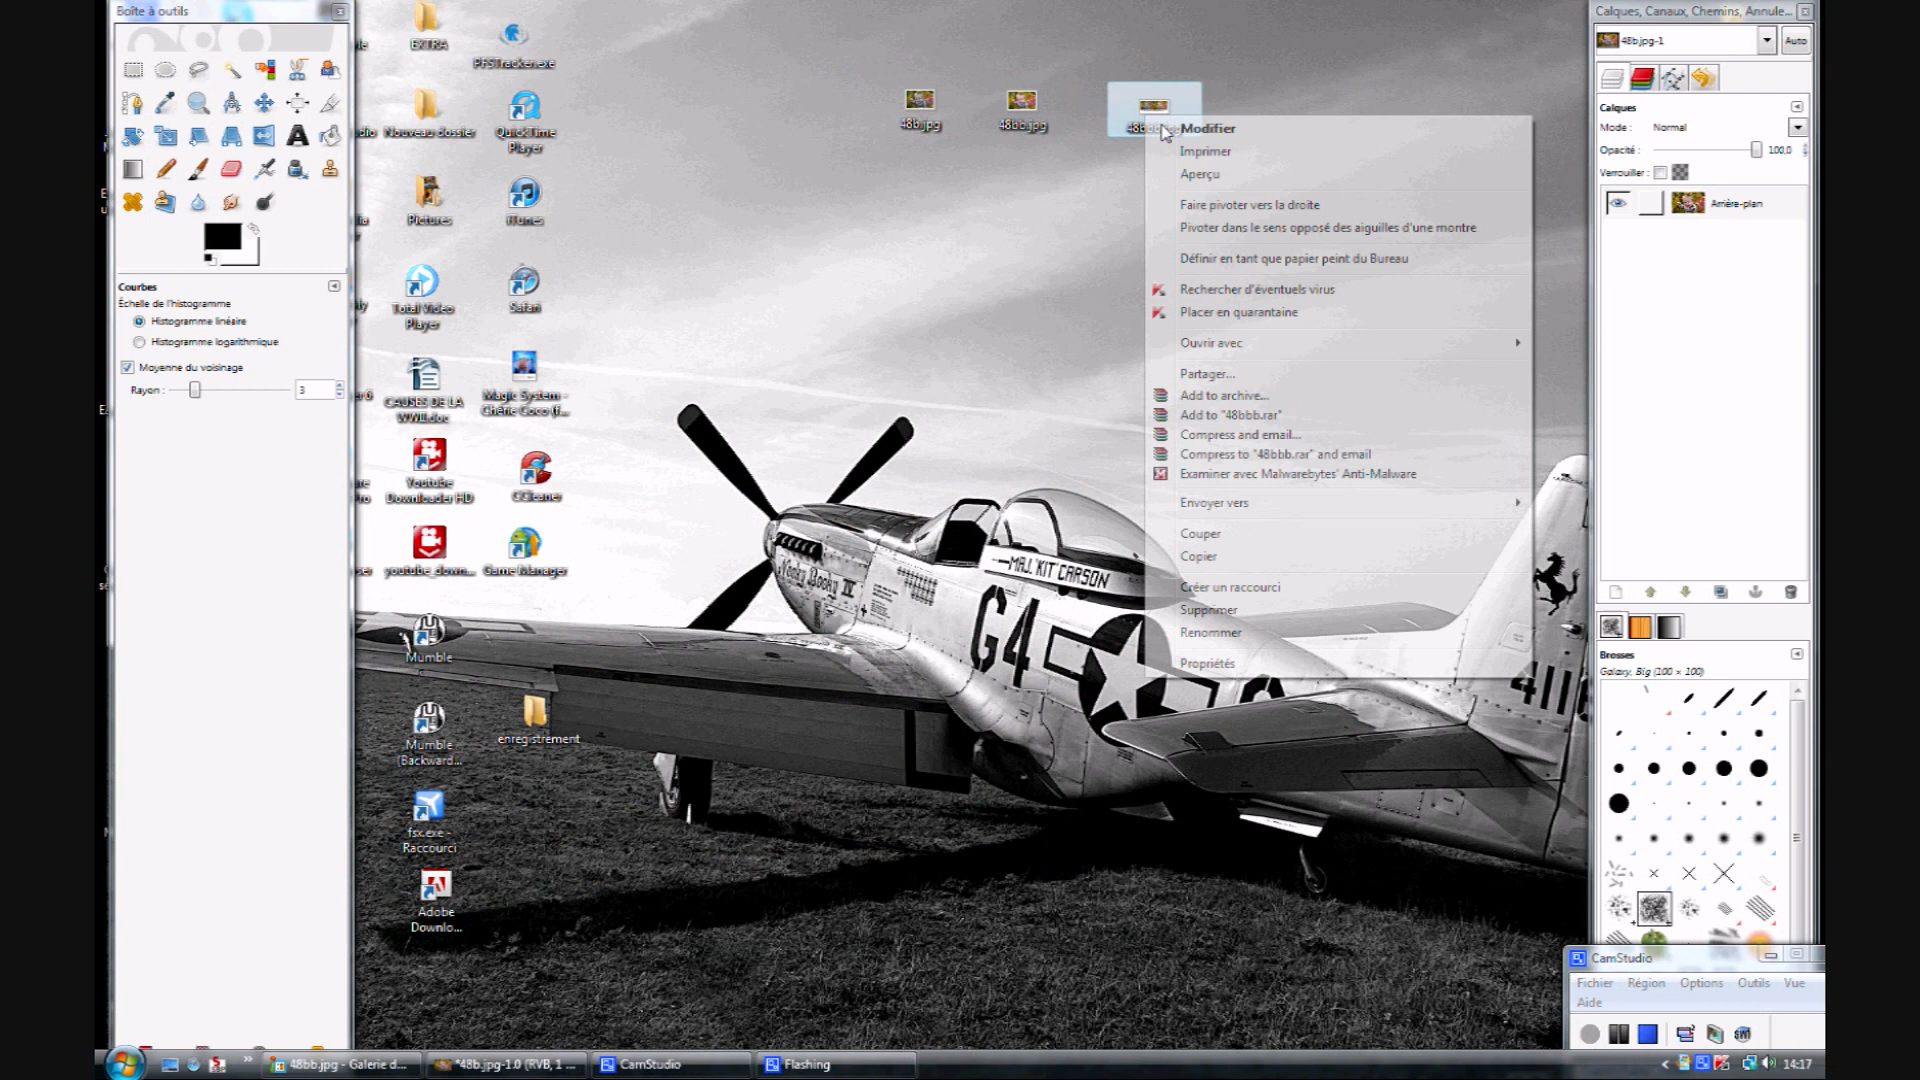 Boîte à outils
Courbes
Échelle de l'histogramme
Histogramme linéaire
Histogramme logarithmique
Moyenne du voisinage
Rayon :
3
EXTRA
PFSTracker.exe
Nouveau dossier
QuickTime
Player
Pictures
iTunes
Total Video
Player
Safari
CAUSES DE LA
WWII.doc
Magic System -
Chérie Coco (f...
Youtube
Downloader HD
CCleaner
youtube_down...
Game Manager
Mumble
Mumble
(Backward...
enregistrement
fsx.exe -
Raccourci
Adobe
Downlo...
48b.jpg
48bb.jpg
Modifier
Imprimer
Aperçu
Faire pivoter vers la droite
Pivoter dans le sens opposé des aiguilles d'une montre
Définir en tant que papier peint du Bureau
Rechercher d'éventuels virus
Placer en quarantaine
Ouvrir avec
Partager...
Add to archive...
Add to "48bbb.rar"
Compress and email...
Compress to "48bbb.rar" and email
Examiner avec Malwarebytes' Anti-Malware
Envoyer vers
Couper
Copier
Créer un raccourci
Supprimer
Renommer
Propriétés
Nooky Booky IV
MAJ. "KIT" CARSON
G4
Calques, Canaux, Chemins, Annule...
48b.jpg-1
Auto
Calques
Mode :
Normal
Opacité :
100,0
Verrouiller :
Arrière-plan
Brosses
Galaxy, Big (100 × 100)
CamStudio
Fichier
Région
Options
Outils
Vue
Aide
48bb.jpg - Galerie d...
*48b.jpg-1.0 (RVB, 1 ...
CamStudio
Flashing
14:17